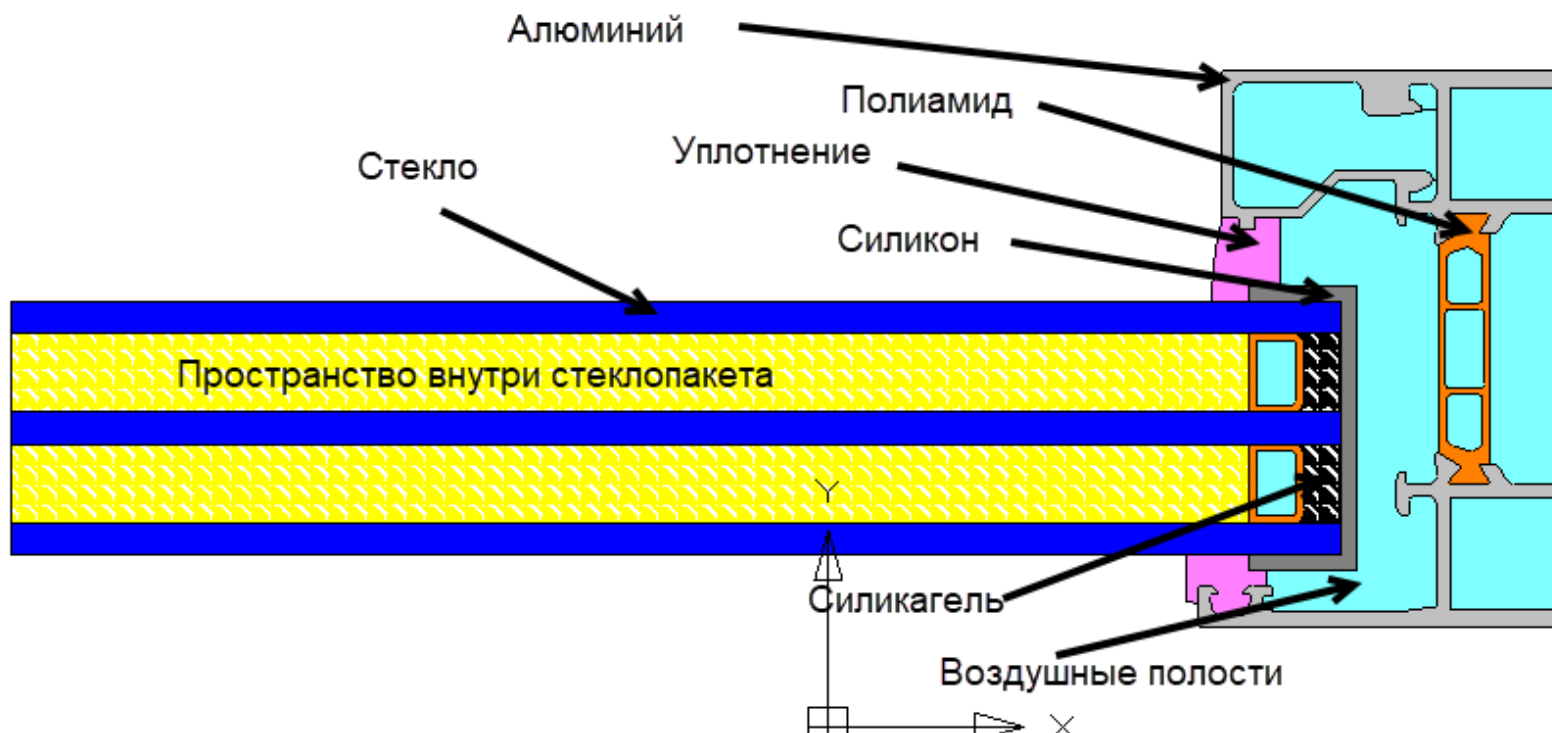 Алюминий
Полиамид
Уплотнение
Стекло
Силикон
Пространство внутри стеклопакета
Y
Силикагель
Воздушные полости
X